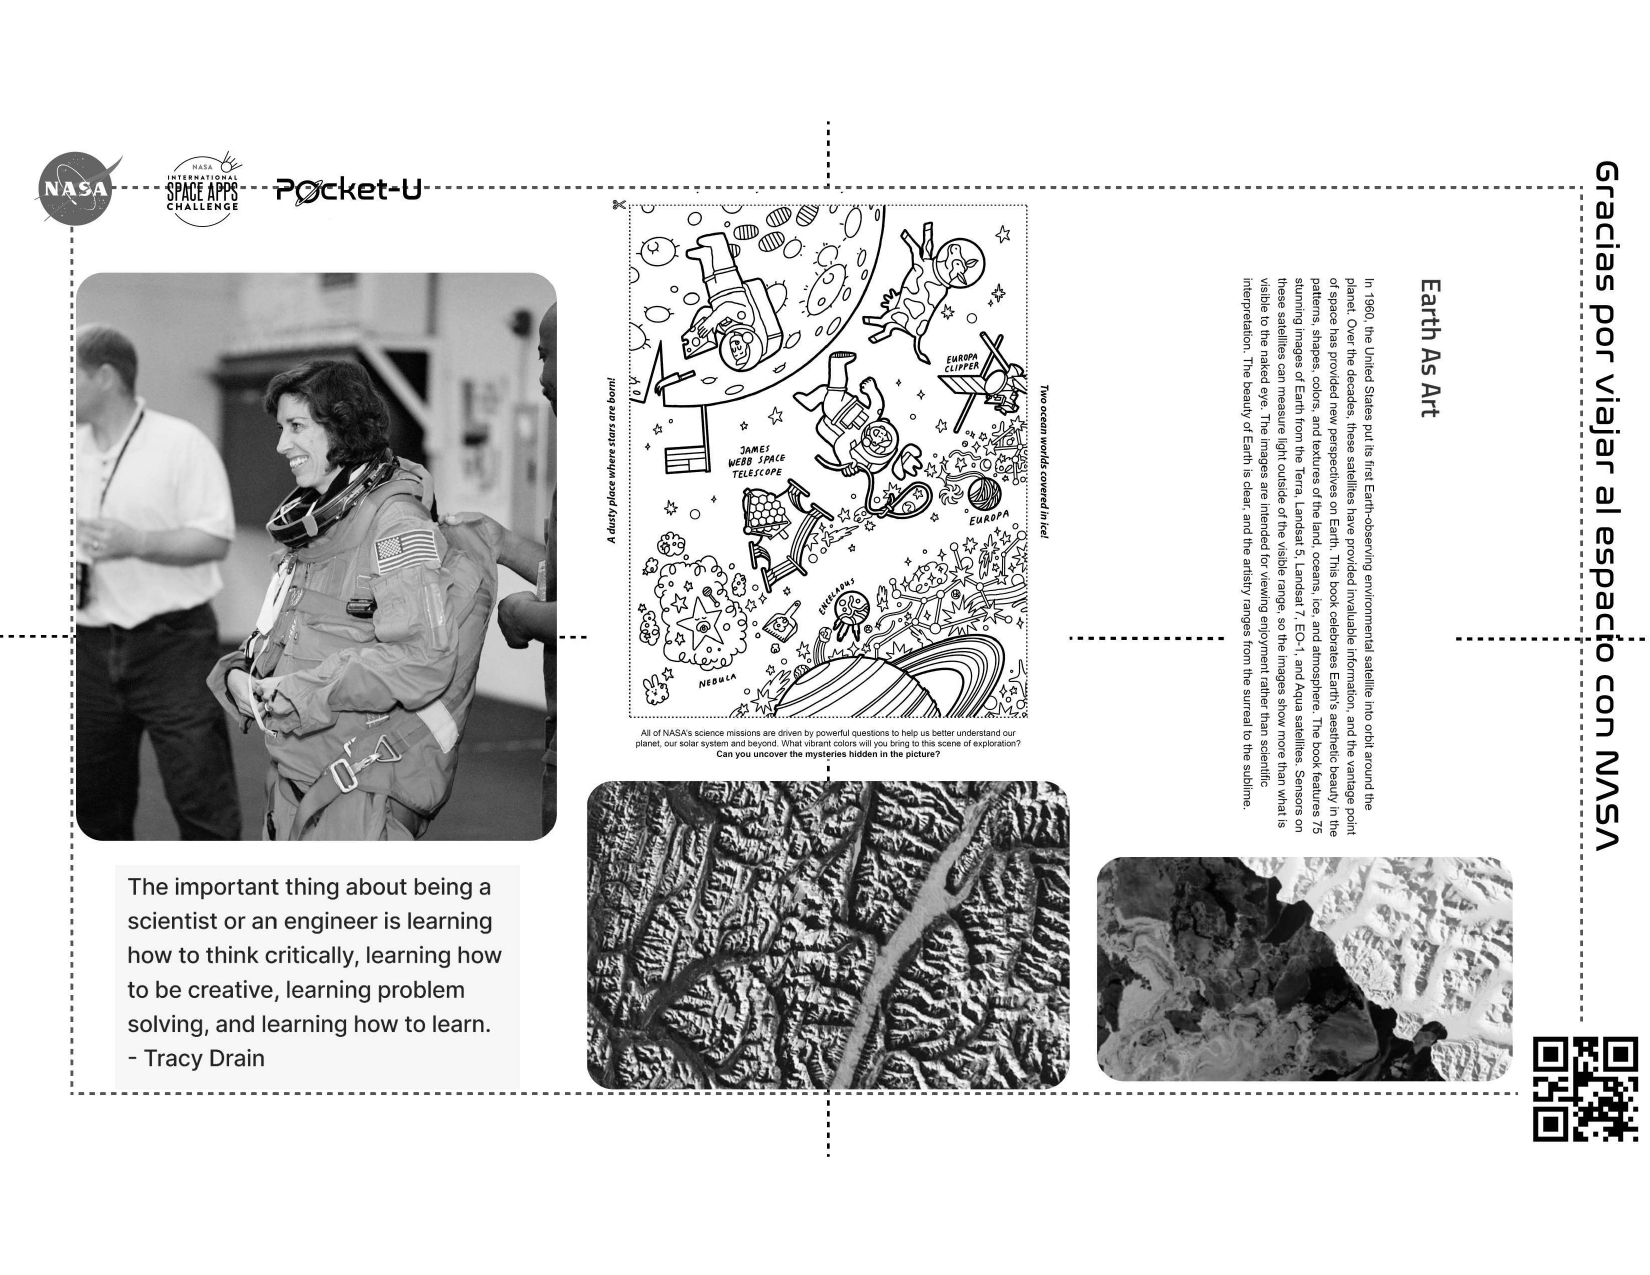 NASA
NASA
INTERNATIONAL
SPACE APPS
CHALLENGE
Pocket-U
The important thing about being a
scientist or an engineer is learning
how to think critically, learning how
to be creative, learning problem
solving, and learning how to learn.
- Tracy Drain
A dusty place where stars are born!
EUROPA
CLIPPER
JAMES
WEBB SPACE
TELESCOPE
EUROPA
ENCELADUS
NEBULA
Two ocean worlds covered in ice!
All of NASA's science missions are driven by powerful questions to help us better understand our
planet, our solar system and beyond. What vibrant colors will you bring to this scene of exploration?
Can you uncover the mysteries hidden in the picture?
Earth As Art
In 1960, the United States put its first Earth-observing environmental satellite into orbit around the
planet. Over the decades, these satellites have provided invaluable information, and the vantage point
of space has provided new perspectives on Earth. This book celebrates Earth's aesthetic beauty in the
patterns, shapes, colors, and textures of the land, oceans, ice, and atmosphere. The book features 75
stunning images of Earth from the Terra, Landsat 5, Landsat 7, EO-1, and Aqua satellites. Sensors on
these satellites can measure light outside of the visible range, so the images show more than what is
visible to the naked eye. The images are intended for viewing enjoyment rather than scientific
interpretation. The beauty of Earth is clear, and the artistry ranges from the surreal to the sublime.
Gracias por viajar al espacio con NASA